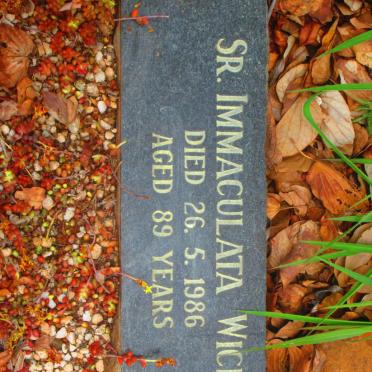 SR. IMMACULATA
DIED 26. 5. 1986
AGED 89 YEARS